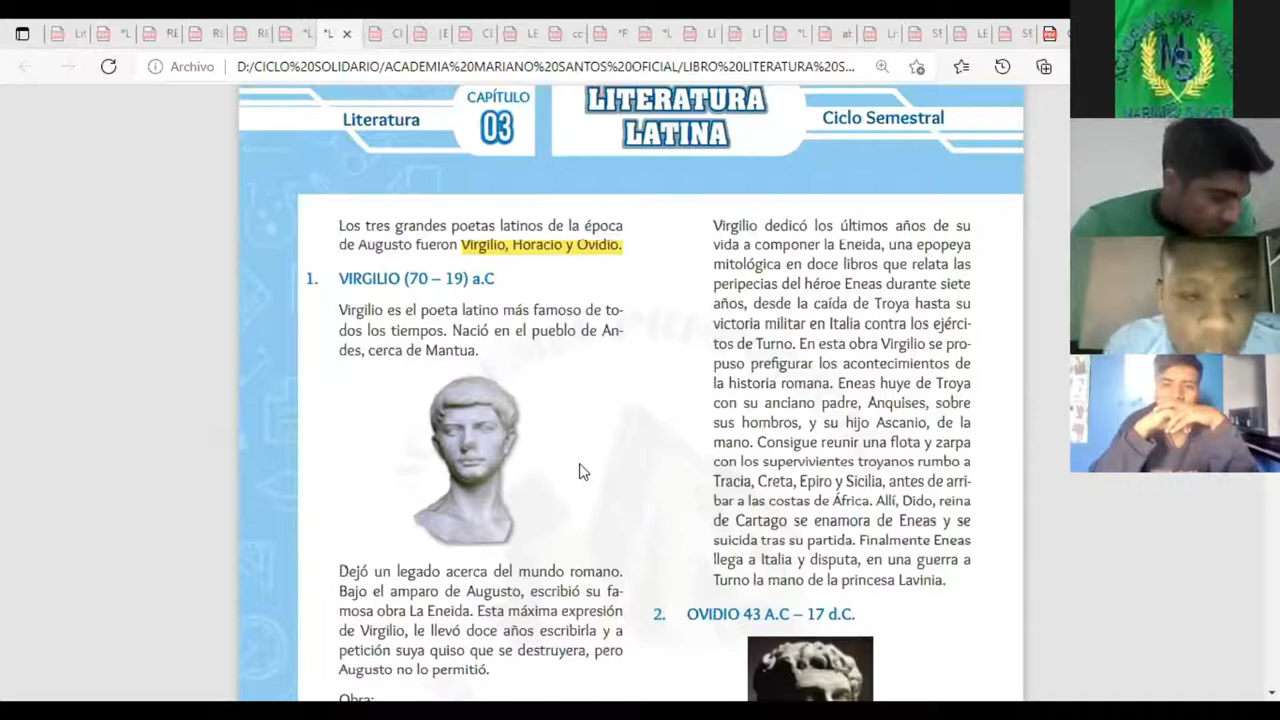 Archivo
D:/CICLO%20SOLIDARIO/ACADEMIA%20MARIANO%20SANTOS%20OFICIAL/LIBRO%20LITERATURA%20S...
Literatura
CAPÍTULO
03
LITERATURA
LATINA
Ciclo Semestral
Los tres grandes poetas latinos de la época
de Augusto fueron Virgilio, Horacio y Ovidio.
1. VIRGILIO (70 – 19) a.C
Virgilio es el poeta latino más famoso de to-
dos los tiempos. Nació en el pueblo de An-
des, cerca de Mantua.
Dejó un legado acerca del mundo romano.
Bajo el amparo de Augusto, escribió su fa-
mosa obra La Eneida. Esta máxima expresión
de Virgilio, le llevó doce años escribirla y a
petición suya quiso que se destruyera, pero
Augusto no lo permitió.
Obra:
Virgilio dedicó los últimos años de su
vida a componer la Eneida, una epopeya
mitológica en doce libros que relata las
peripecias del héroe Eneas durante siete
años, desde la caída de Troya hasta su
victoria militar en Italia contra los ejérci-
tos de Turno. En esta obra Virgilio se pro-
puso prefigurar los acontecimientos de
la historia romana. Eneas huye de Troya
con su anciano padre, Anquises, sobre
sus hombros, y su hijo Ascanio, de la
mano. Consigue reunir una flota y zarpa
con los supervivientes troyanos rumbo a
Tracia, Creta, Epiro y Sicilia, antes de arri-
bar a las costas de África. Allí, Dido, reina
de Cartago se enamora de Eneas y se
suicida tras su partida. Finalmente Eneas
llega a Italia y disputa, en una guerra a
Turno la mano de la princesa Lavinia.
2. OVIDIO 43 A.C – 17 d.C.